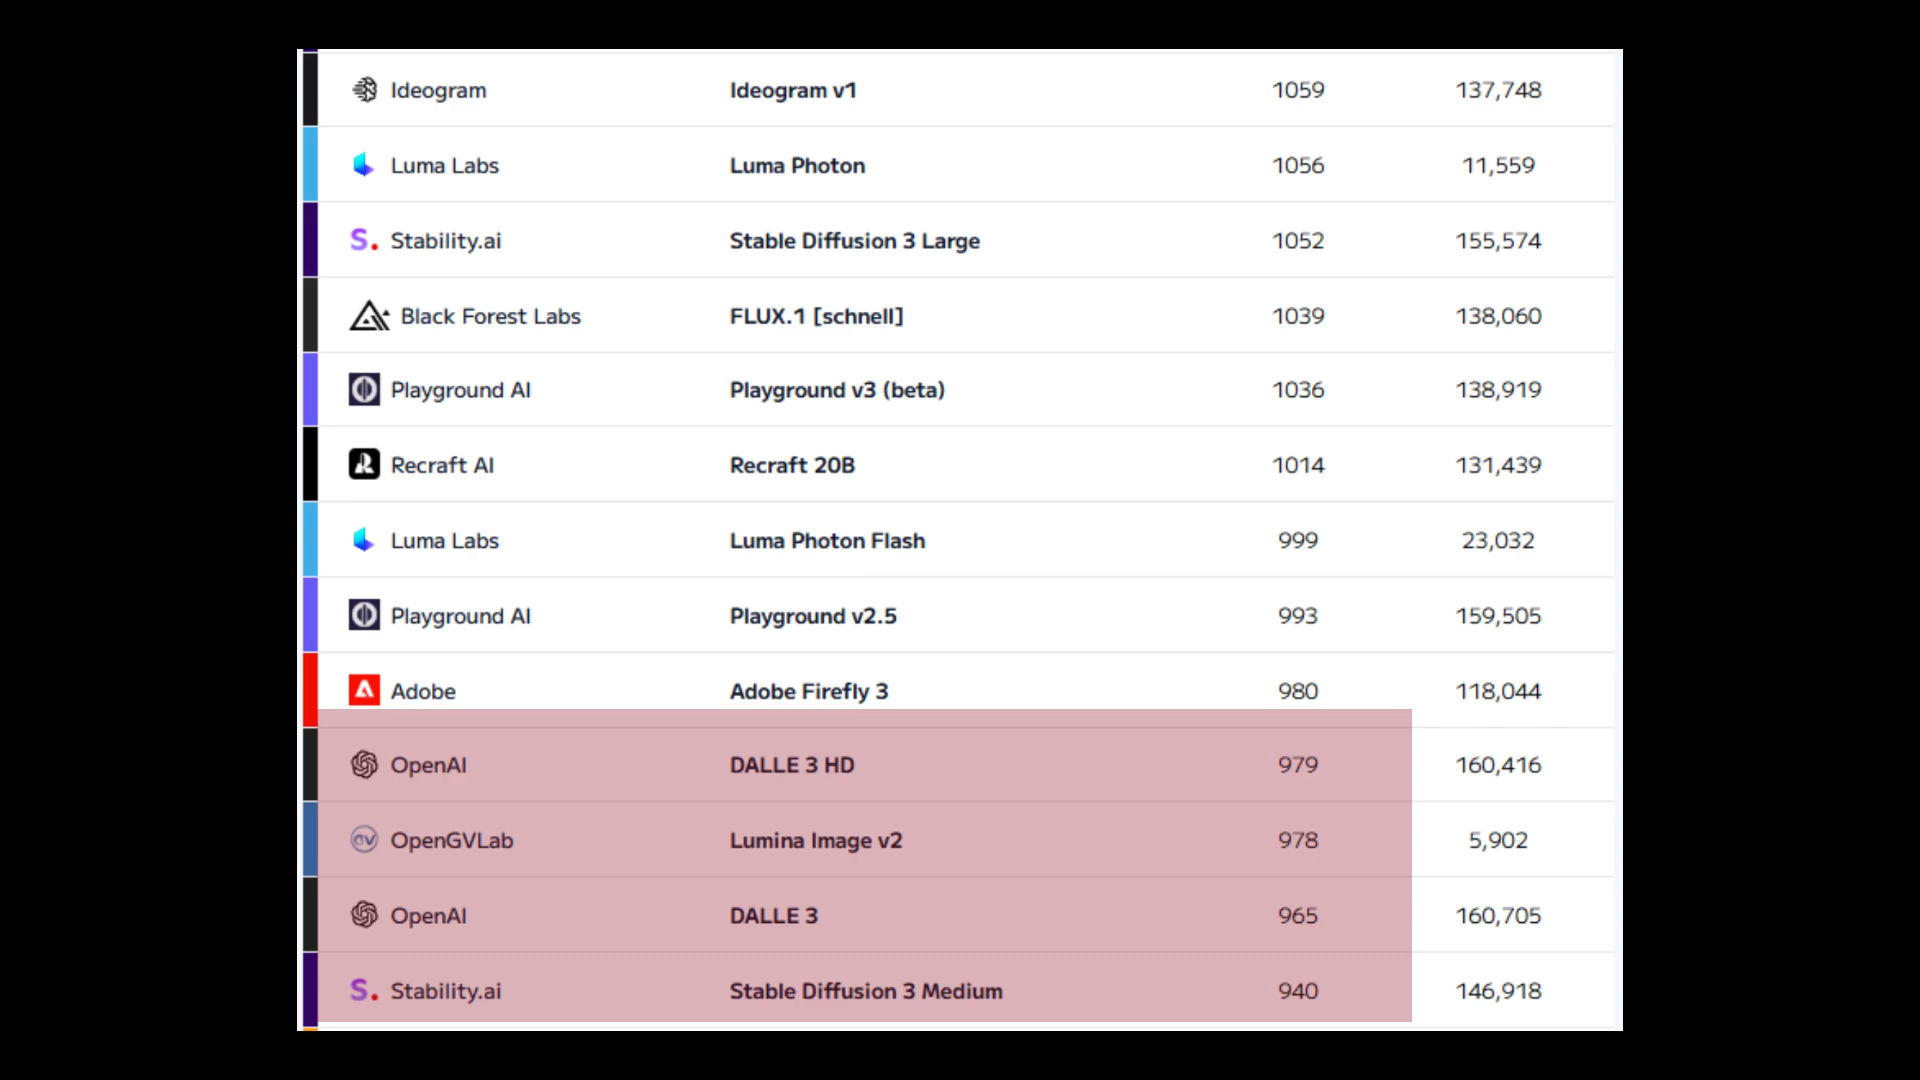 Ideogram Ideogram v1 1059 137,748
Luma Labs Luma Photon 1056 11,559
S. Stability.ai Stable Diffusion 3 Large 1052 155,574
Black Forest Labs FLUX.1 [schnell] 1039 138,060
Playground AI Playground v3 (beta) 1036 138,919
Recraft AI Recraft 20B 1014 131,439
Luma Labs Luma Photon Flash 999 23,032
Playground AI Playground v2.5 993 159,505
Adobe Adobe Firefly 3 980 118,044
OpenAI DALLE 3 HD 979 160,416
OpenGVLab Lumina Image v2 978 5,902
OpenAI DALLE 3 965 160,705
S. Stability.ai Stable Diffusion 3 Medium 940 146,918